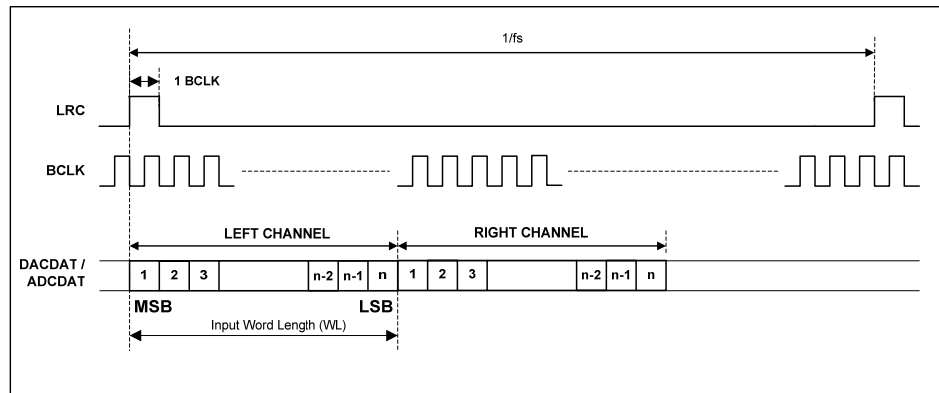 1/fs
1 BCLK
LRC
BCLK
LEFT CHANNEL
RIGHT CHANNEL
DACDAT /
ADCDAT
1 2 3 n-2 n-1 n 1 2 3 n-2 n-1 n
MSB LSB
Input Word Length (WL)